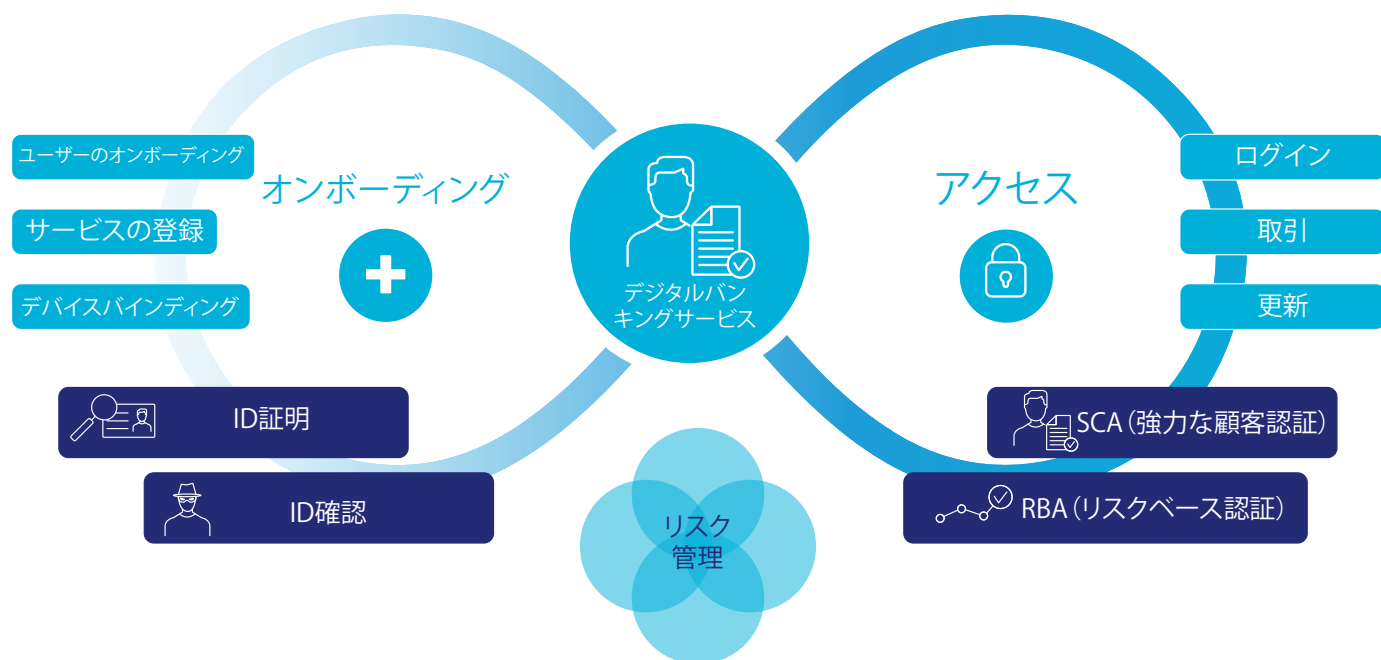 ユーザーのオンボーディング
サービスの登録
デバイスバインディング
オンボーディング
デジタルバン
キングサービス
アクセス
ログイン
取引
更新
ID証明
ID確認
リスク
管理
SCA（強力な顧客認証）
RBA（リスクベース認証）